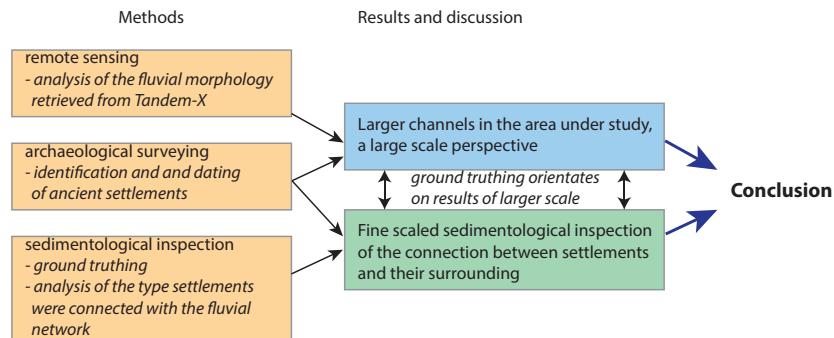 Methods
Results and discussion
remote sensing
- analysis of the fluvial morphology
retrieved from Tandem-X
archaeological surveying
- identification and and dating
of ancient settlements
sedimentological inspection
- ground truthing
- analysis of the type settlements
were connected with the fluvial
network
Larger channels in the area under study,
a large scale perspective
ground truthing orientates
on results of larger scale
Fine scaled sedimentological inspection
of the connection between settlements
and their surrounding
Conclusion